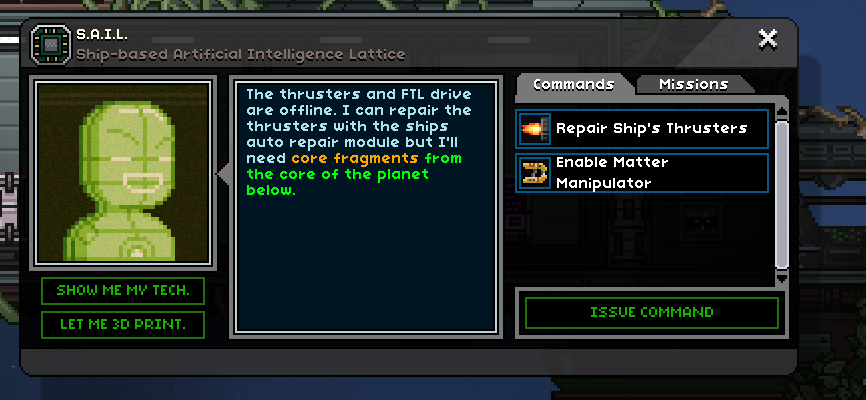 S.A.I.L.
Ship-based Artificial Intelligence Lattice
The thrusters and FTL drive
are offline. I can repair the
thrusters with the ships
auto repair module but I'll
need core fragments from
the core of the planet
below.
SHOW ME MY TECH.
LET ME 3D PRINT.
Commands
Missions
Repair Ship's Thrusters
Enable Matter
Manipulator
ISSUE COMMAND